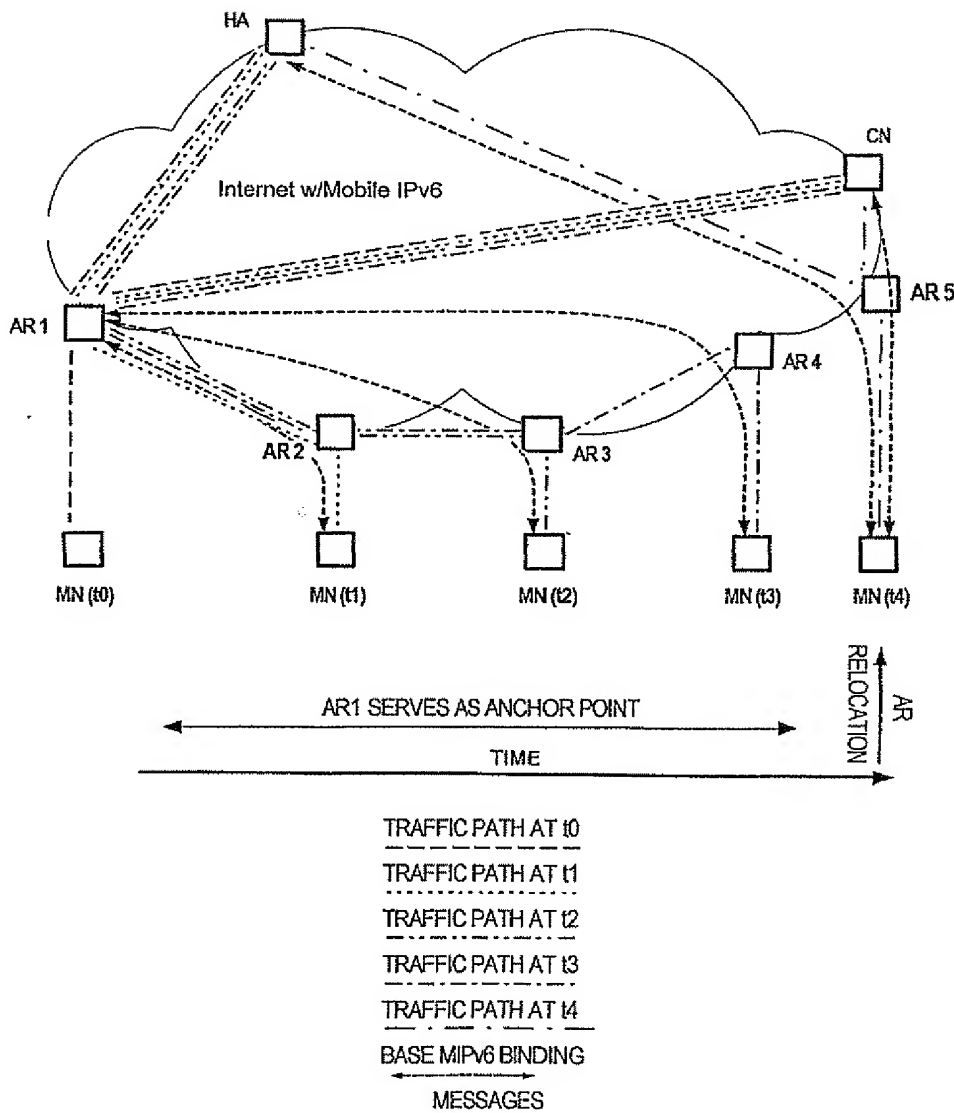 HA
CN
Internet w/Mobile IPv6
AR 1
AR 5
AR 4
AR 2
AR 3
MN (t0)
MN (t1)
MN (t2)
MN (t3)
MN (t4)
AR
RELOCATION
AR1 SERVES AS ANCHOR POINT
TIME
TRAFFIC PATH AT t0
TRAFFIC PATH AT t1
TRAFFIC PATH AT t2
TRAFFIC PATH AT t3
TRAFFIC PATH AT t4
BASE MIPv6 BINDING
MESSAGES